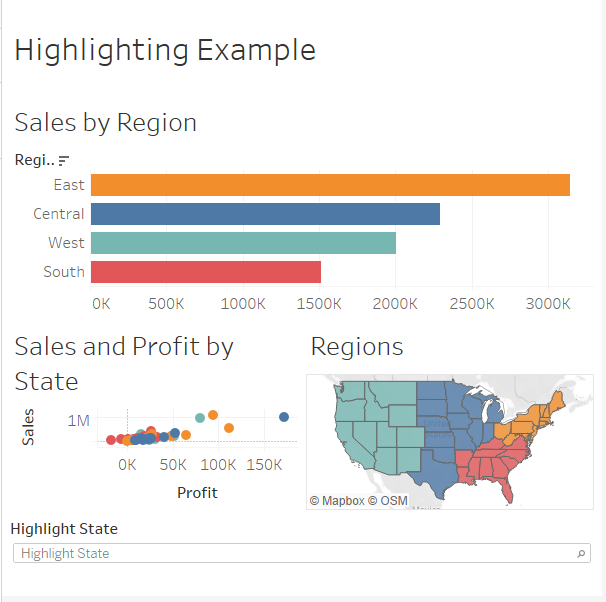 Highlighting Example
Sales by Region
Regi..
East
Central
West
South
0K 500K 1000K 1500K 2000K 2500K 3000K
Sales and Profit by
State
Sales
1M
0K 50K 100K 150K
Profit
Regions
© Mapbox © OSM
Highlight State
Highlight State